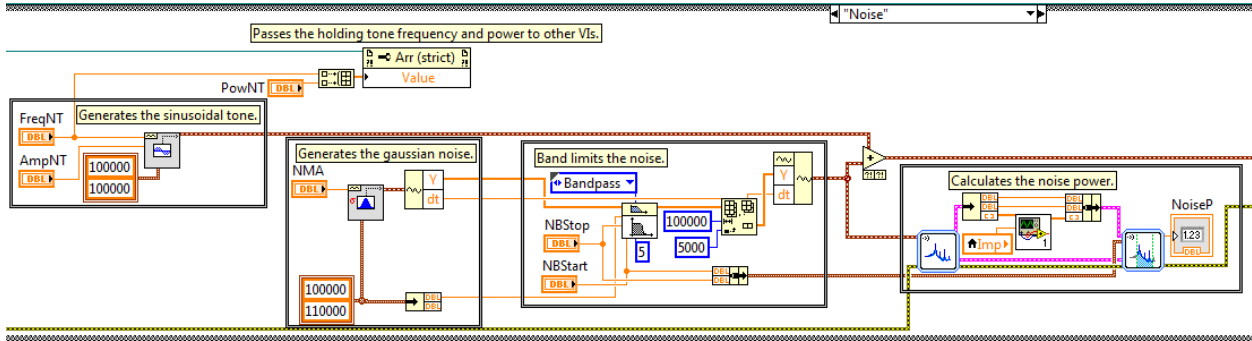 "Noise"
Passes the holding tone frequency and power to other VIs.
Arr (strict)
Value
PowNT
DBL
Generates the sinusoidal tone.
FreqNT
DBL
AmpNT
DBL
100000
100000
Generates the gaussian noise.
NMA
DBL
Y
dt
100000
110000
DBL
DBL
Band limits the noise.
Bandpass
Y
dt
NBStop
DBL
NBStart
DBL
5
100000
5000
DBL
DBL
Calculates the noise power.
DBL
DBL
DBL
DBL
Imp
1
NoiseP
1.23
DBL